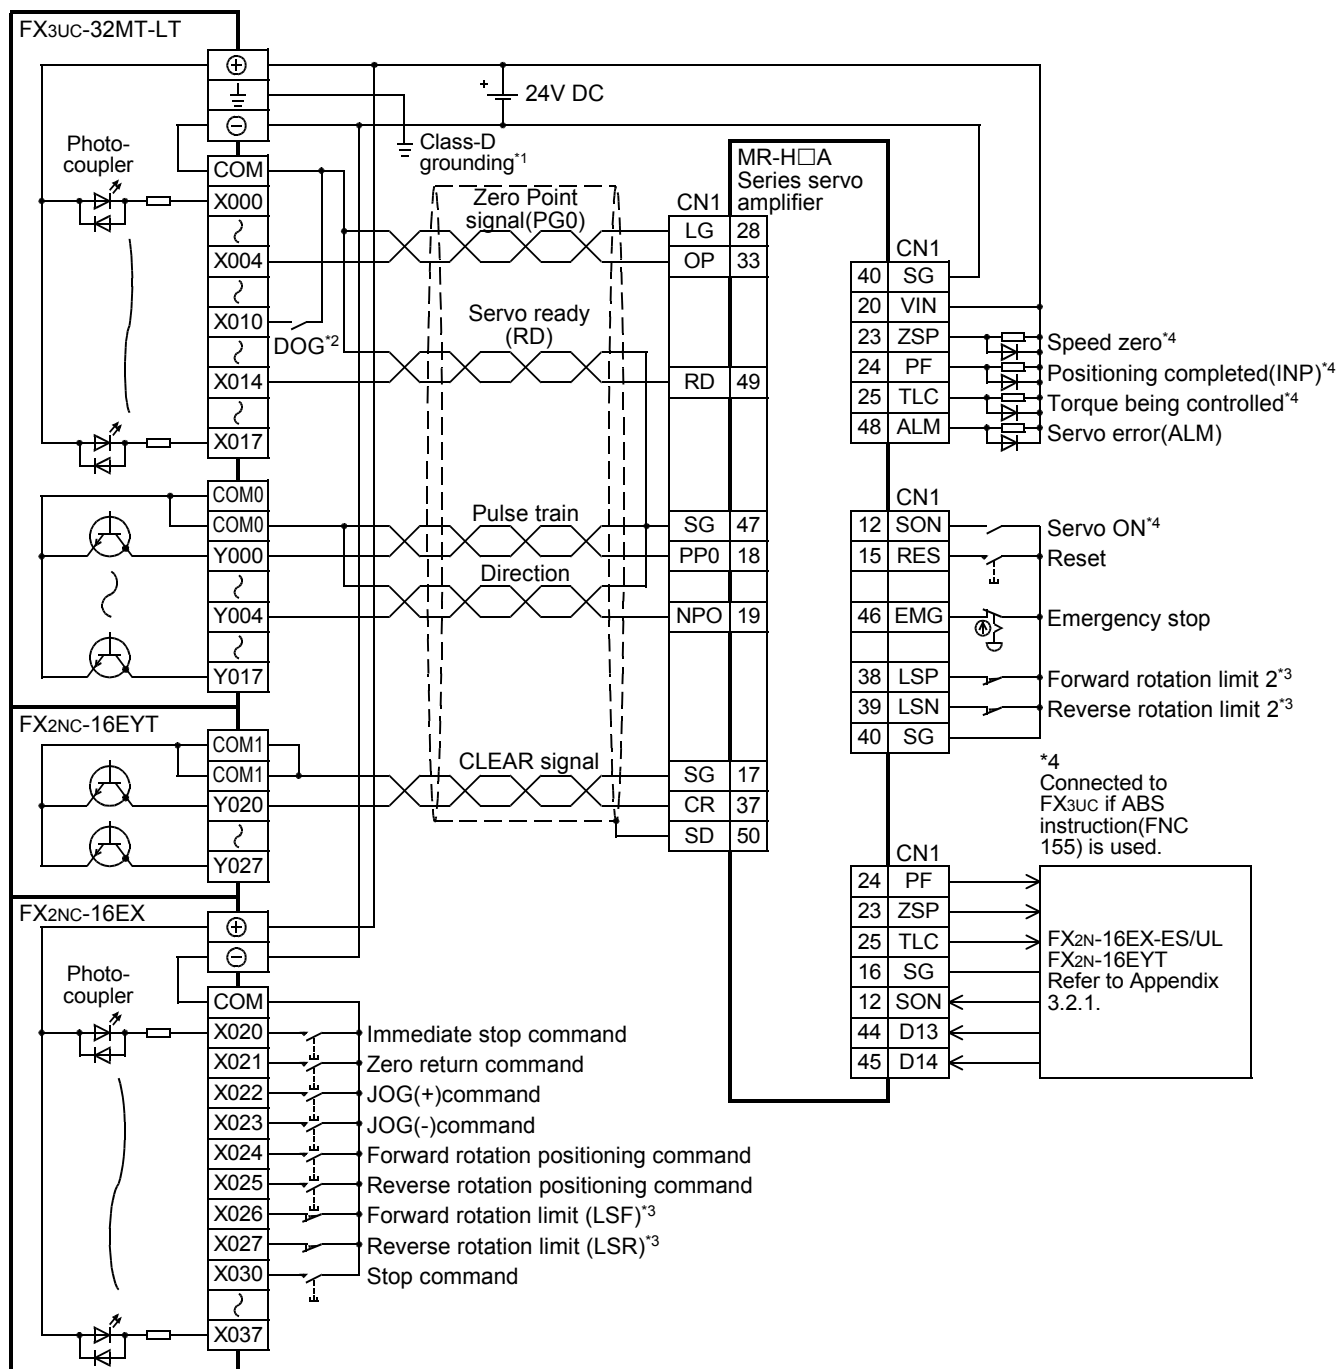 FX3UC-32MT-LT
+
24V DC
Class-D
grounding*1
Photo-
coupler
COM
X000
X004
X010
DOG*2
X014
X017
COM0
COM0
Y000
Y004
Y017
FX2NC-16EYT
COM1
COM1
Y020
Y027
FX2NC-16EX
Photo-
coupler
COM
X020 Immediate stop command
X021 Zero return command
X022 JOG(+)command
X023 JOG(-)command
X024 Forward rotation positioning command
X025 Reverse rotation positioning command
X026 Forward rotation limit (LSF)*3
X027 Reverse rotation limit (LSR)*3
X030 Stop command
X037
Zero Point
signal(PG0)
Servo ready
(RD)
Pulse train
Direction
CLEAR signal
MR-H□A
Series servo
amplifier
CN1
LG 28
OP 33
RD 49
SG 47
PP0 18
NPO 19
SG 17
CR 37
SD 50
CN1
40 SG
20 VIN
23 ZSP Speed zero*4
24 PF Positioning completed(INP)*4
25 TLC Torque being controlled*4
48 ALM Servo error(ALM)
CN1
12 SON Servo ON*4
15 RES Reset
46 EMG Emergency stop
38 LSP Forward rotation limit 2*3
39 LSN Reverse rotation limit 2*3
40 SG
*4
Connected to
FX3UC if ABS
instruction(FNC
155) is used.
CN1
24 PF
23 ZSP
25 TLC
16 SG
12 SON
44 D13
45 D14
FX2N-16EX-ES/UL
FX2N-16EYT
Refer to Appendix
3.2.1.